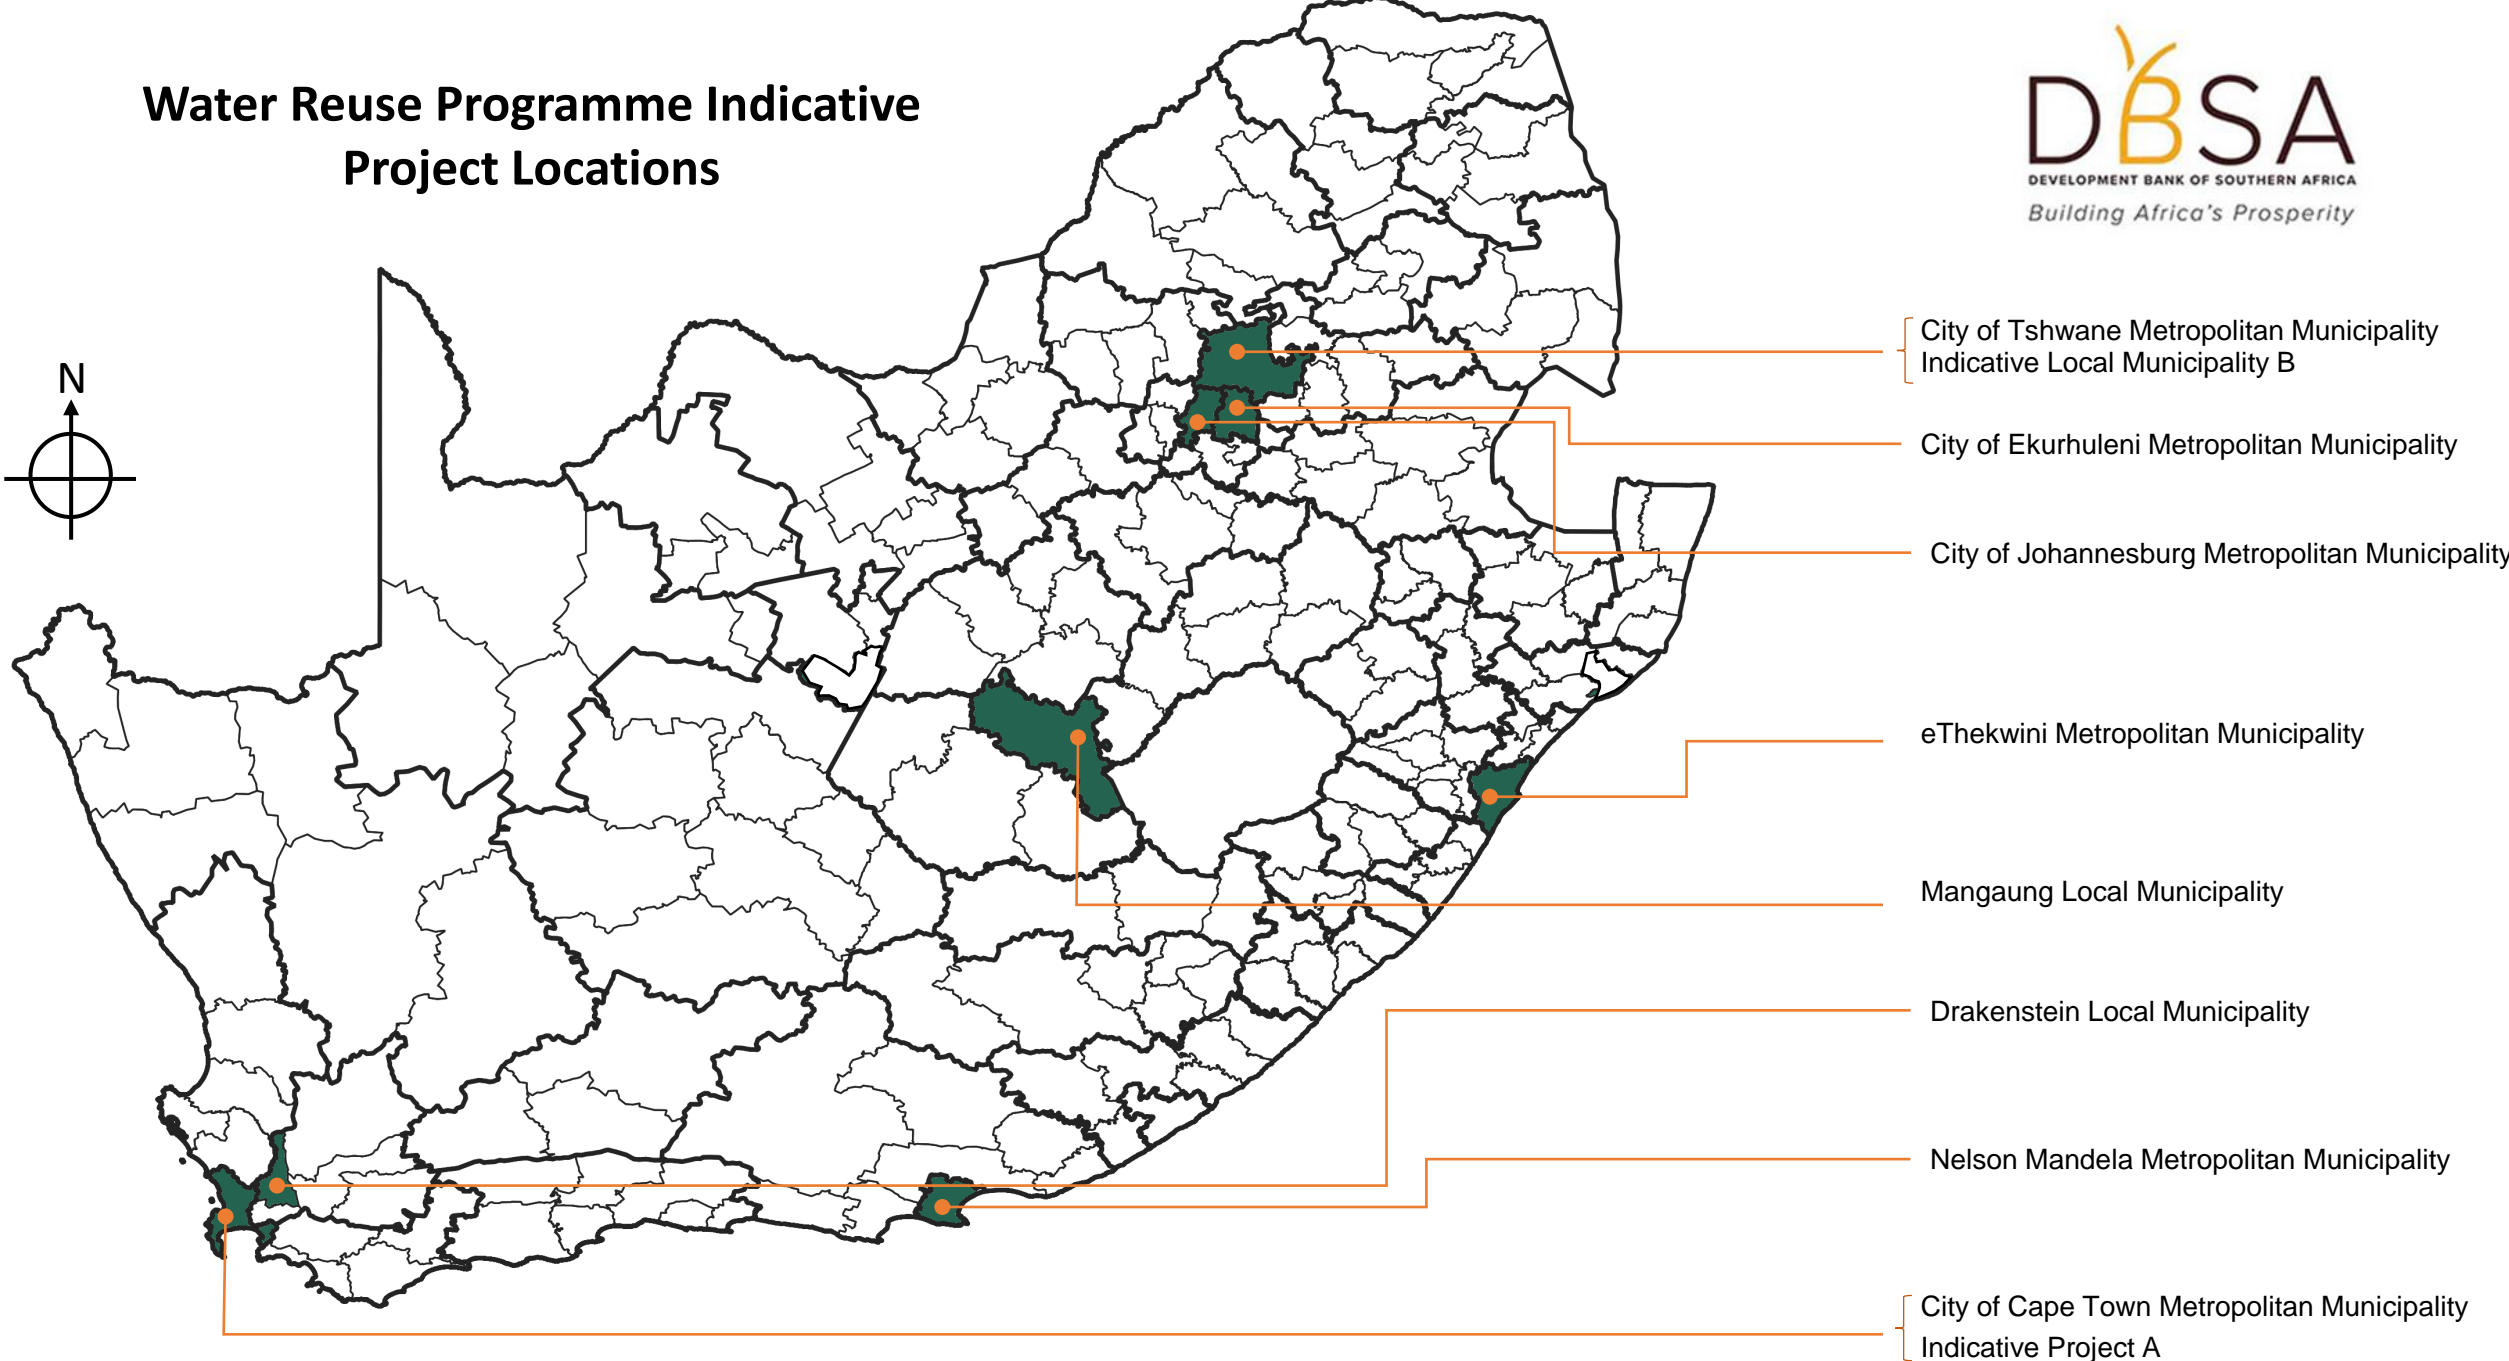 Water Reuse Programme Indicative
Project Locations
DBSA
DEVELOPMENT BANK OF SOUTHERN AFRICA
Building Africa's Prosperity
N
City of Tshwane Metropolitan Municipality
Indicative Local Municipality B
City of Ekurhuleni Metropolitan Municipality
City of Johannesburg Metropolitan Municipality
eThekwini Metropolitan Municipality
Mangaung Local Municipality
Drakenstein Local Municipality
Nelson Mandela Metropolitan Municipality
City of Cape Town Metropolitan Municipality
Indicative Project A